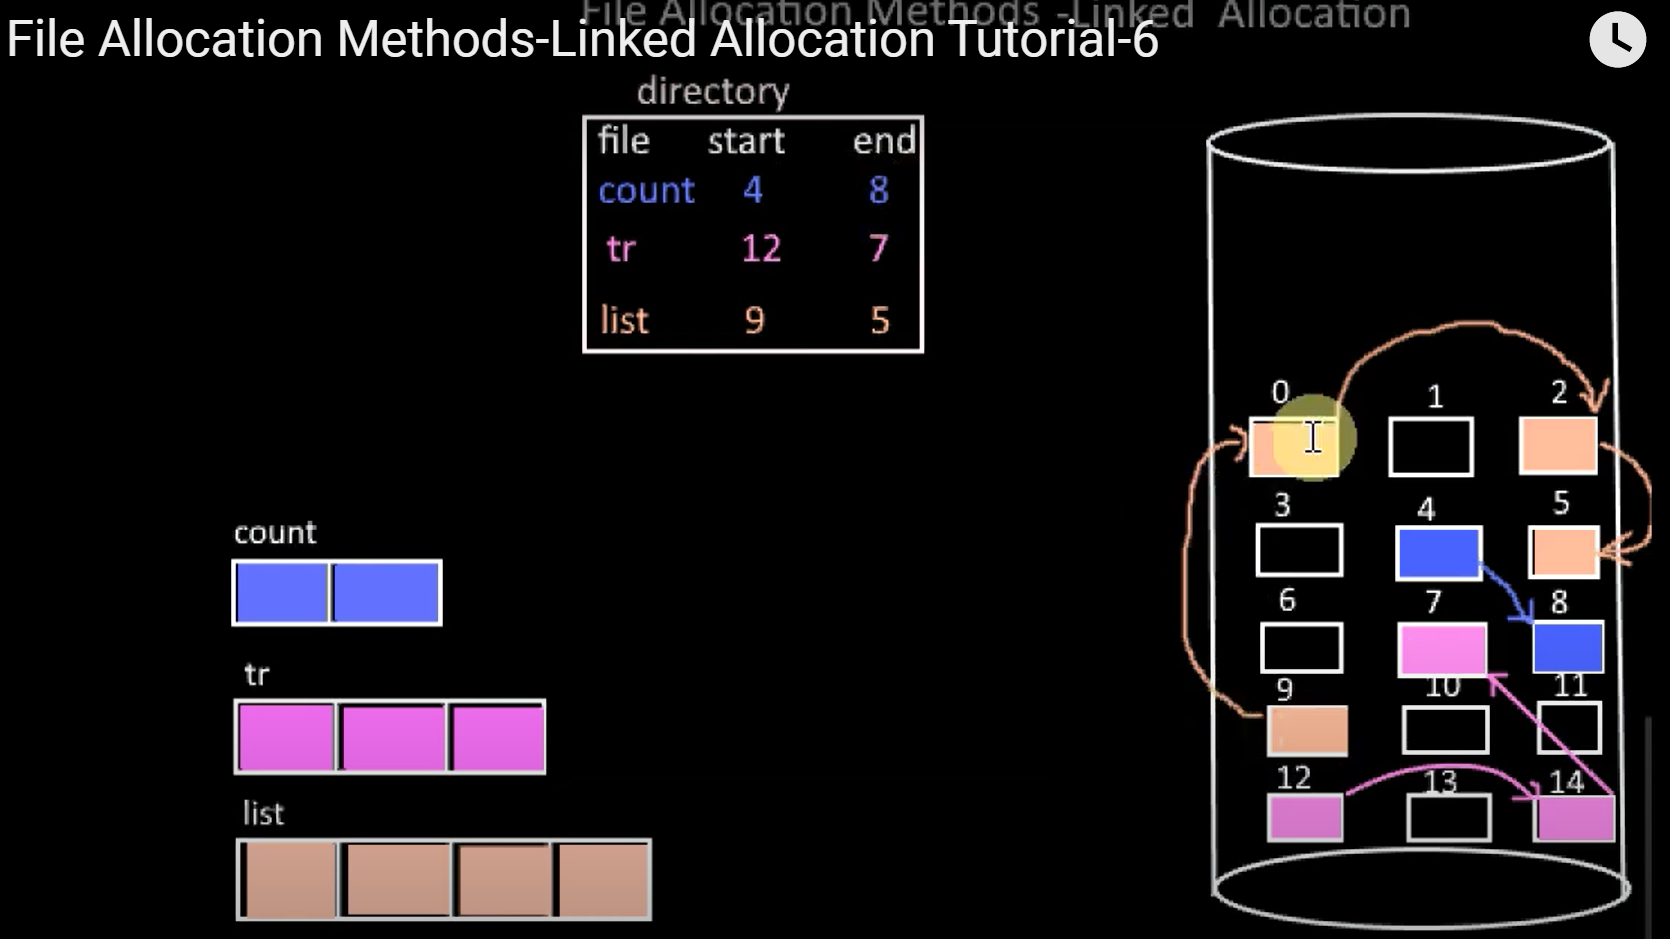 File Allocation Methods -Linked Allocation
File Allocation Methods-Linked Allocation Tutorial-6
directory
file start end
count 4 8
tr 12 7
list 9 5
count
tr
list
0 1 2
3 4 5
6 7 8
9 10 11
12 13 14